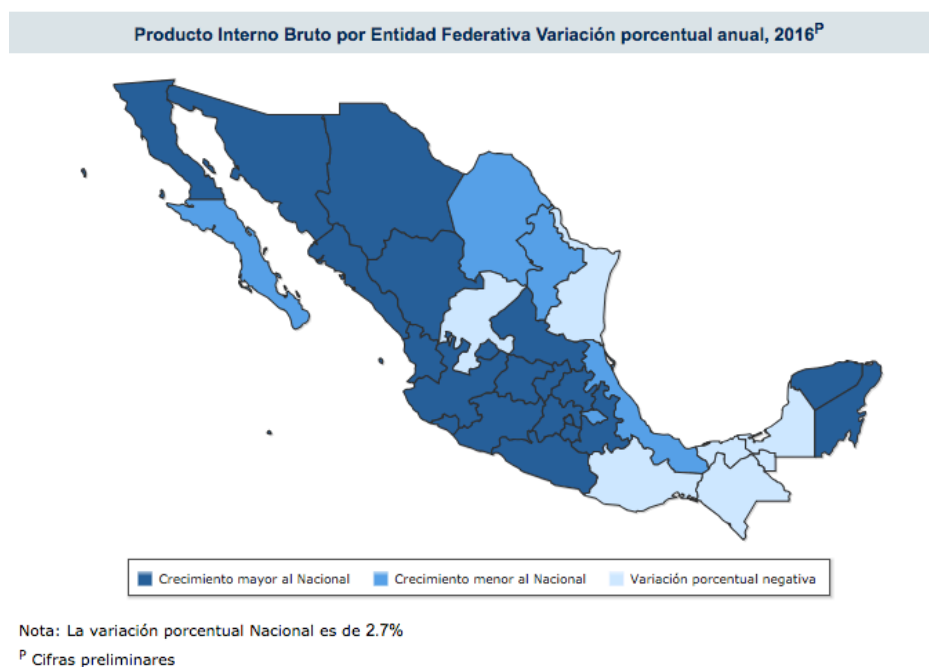 Producto Interno Bruto por Entidad Federativa Variación porcentual anual, 2016P
Crecimiento mayor al Nacional
Crecimiento menor al Nacional
Variación porcentual negativa
Nota: La variación porcentual Nacional es de 2.7%
P Cifras preliminares